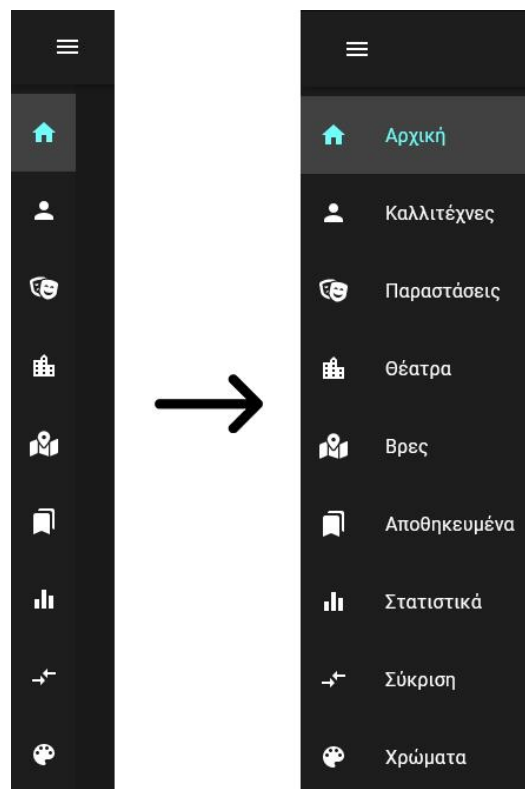 Αρχική
Καλλιτέχνες
Παραστάσεις
Θέατρα
Βρες
Αποθηκευμένα
Στατιστικά
Σύκριση
Χρώματα